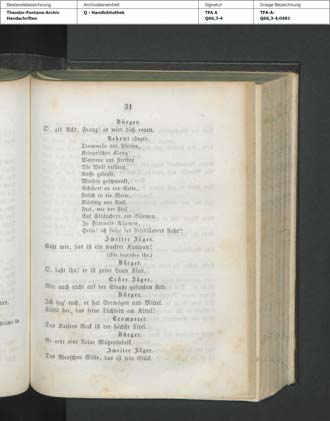 Bestandsbezeichnung
Theodor-Fontane-Archiv
Handschriften
Archivaleneinheit
Q - Handbibliothek
Signatur
TFA A
Q66,3-4
Image-Bezeichnung
TFA-A-
Q66,3-4,0491
31
Bürger.
O, gib Acht, Freund! es wird dich reuen.
Rekrut (singt).
Trommeln und Pfeifen,
Kriegrischer Klang!
Wandern und streifen
Die Welt entlang,
Rosse gelenkt,
Muthig geschwenkt,
Schwert an der Seite,
Frisch in die Weite,
Flüchtig und flink,
Frei, wie der Fink
Auf Sträuchern und Bäumen
In Himmels-Räumen,
Heisa! ich folge des Friedländers Fahn'!
Zweiter Jäger.
Seht mir, das ist ein wackrer Kumpan!
(Sie begrüßen ihn.)
Bürger.
O, laßt ihn! er ist guter Leute Kind.
Erster Jäger.
Wir auch nicht auf der Straße gefunden sind.
Bürger.
Ich sag' euch, er hat Vermögen und Mittel.
Fühlt her, das feine Tüchlein am Kittel!
Trompeter.
Des Kaisers Rock ist der höchste Titel.
Bürger.
Er erbt eine kleine Mützenfabrik.
Zweiter Jäger.
Des Menschen Wille, das ist sein Glück.